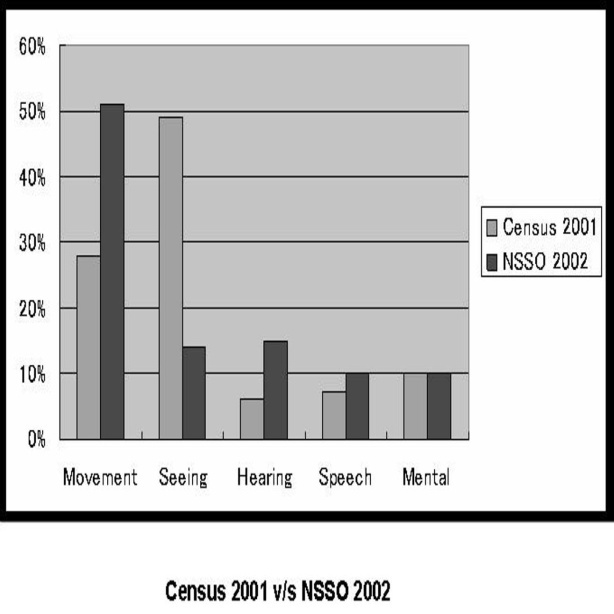 60%
50%
40%
30%
20%
10%
0%
Movement Seeing Hearing Speech Mental
Census 2001
NSSO 2002
Census 2001 v/s NSSO 2002